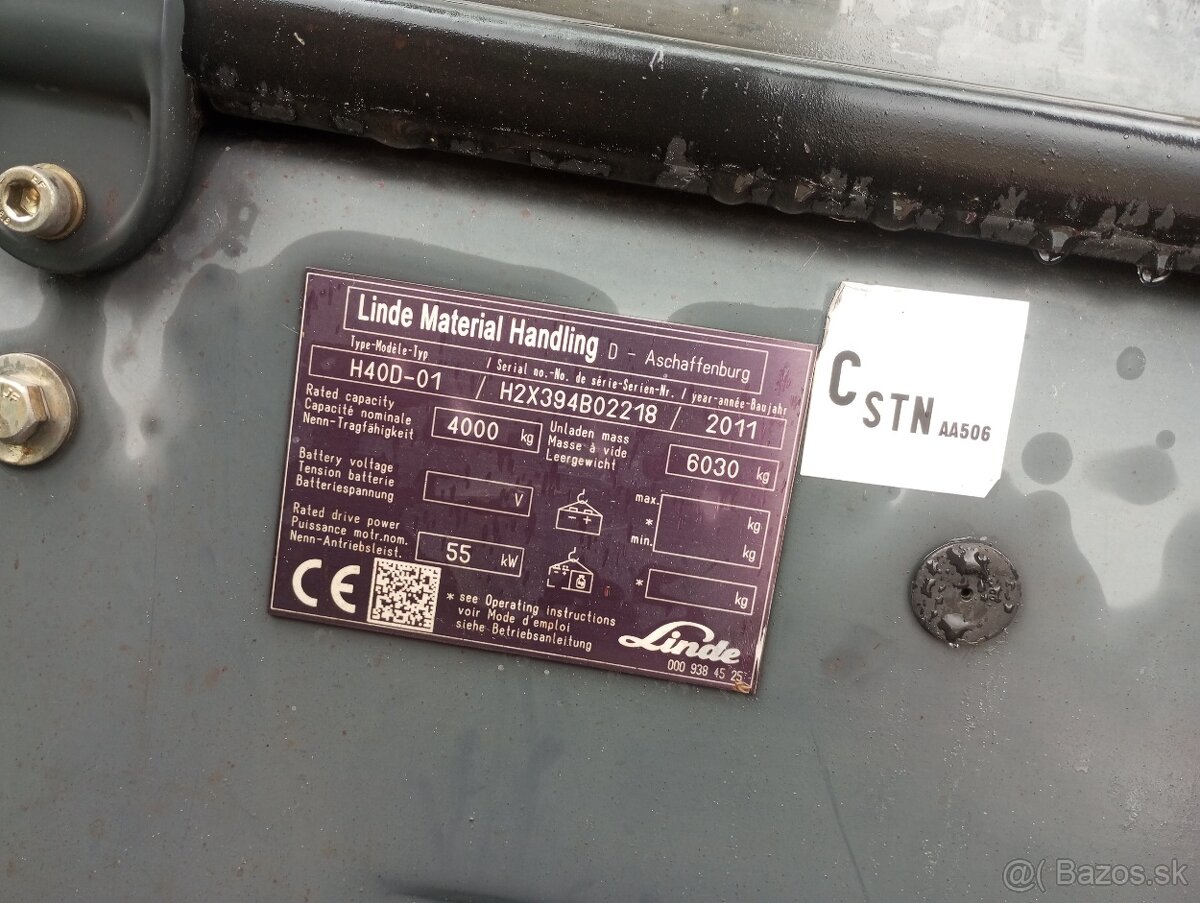 Linde Material Handling D - Aschaffenburg
Type-Modèle-Typ / Serial no.-No. de série-Serien-Nr. / year-année-Baujahr
H40D-01 / H2X394B02218 / 2011
Rated capacity
Capacité nominale
Nenn-Tragfähigkeit
4000 kg
Unladen mass
Masse à vide
Leergewicht
6030 kg
Battery voltage
Tension batterie
Batteriespannung
V
max.
*
min.
kg
kg
Rated drive power
Puissance motr.nom.
Nenn-Antriebsleist.
55 kW
* kg
CE
* see Operating instructions
voir Mode d'emploi
siehe Betriebsanleitung
Linde
000 938 45 25
C STN AA506
@( Bazos.sk